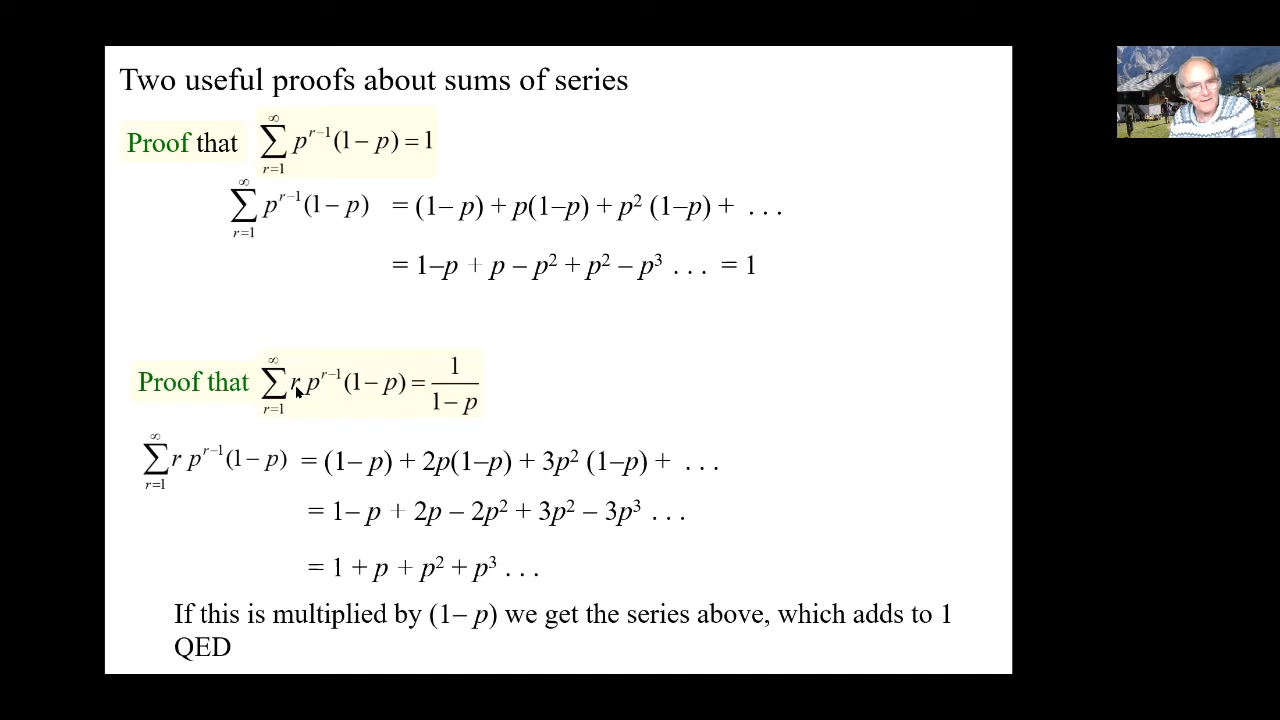 Two useful proofs about sums of series
Proof that ∑_{r=1}^{∞} p^{r−1}(1 − p) = 1
∑_{r=1}^{∞} p^{r−1}(1 − p) = (1– p) + p(1–p) + p² (1–p) + . . .
= 1–p + p – p² + p² – p³ . . . = 1
Proof that ∑_{r=1}^{∞} r p^{r−1}(1 − p) = 1/(1 − p)
∑_{r=1}^{∞} r p^{r−1}(1 − p) = (1– p) + 2p(1–p) + 3p² (1–p) + . . .
= 1– p + 2p – 2p² + 3p² – 3p³ . . .
= 1 + p + p² + p³ . . .
If this is multiplied by (1– p) we get the series above, which adds to 1
QED